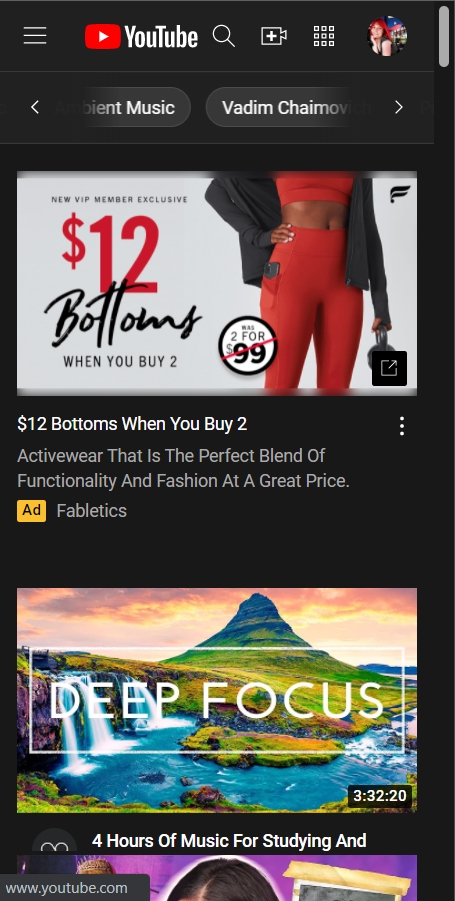 YouTube
bient Music
Vadim Chaimovich
NEW VIP MEMBER EXCLUSIVE
$12
Bottoms
WHEN YOU BUY 2
WAS
2 FOR
$99
$12 Bottoms When You Buy 2
Activewear That Is The Perfect Blend Of
Functionality And Fashion At A Great Price.
Ad Fabletics
DEEP FOCUS
3:32:20
4 Hours Of Music For Studying And
www.youtube.com